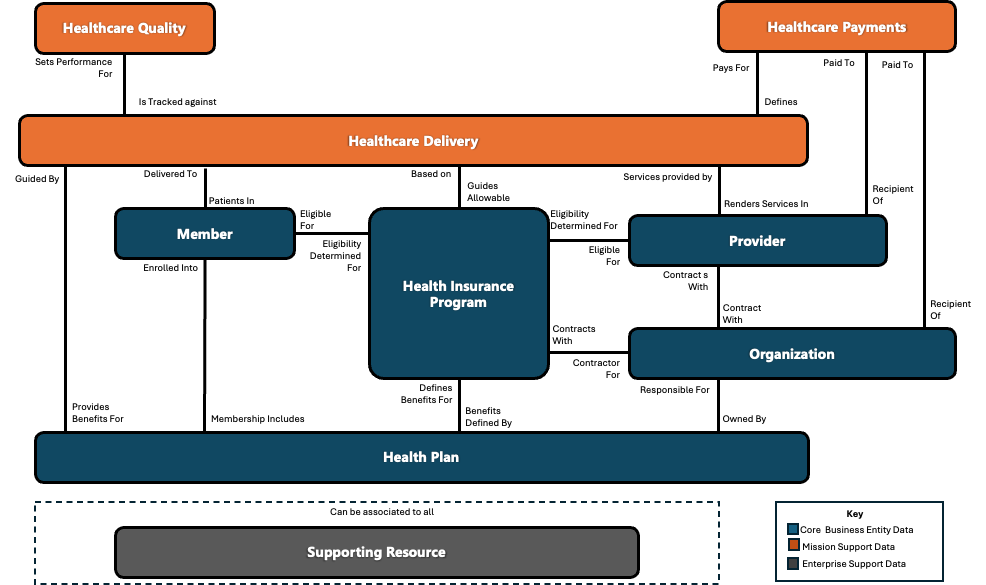 Healthcare Quality
Healthcare Payments
Sets Performance
For
Pays For
Paid To
Paid To
Is Tracked against
Defines
Healthcare Delivery
Guided By
Delivered To
Based on
Services provided by
Guides
Allowable
Recipient
Of
Patients In
Renders Services In
Member
Eligible
For
Eligibility
Determined
For
Eligibility
Determined For
Eligible
For
Provider
Enrolled Into
Health Insurance
Program
Contract s
With
Contract
With
Recipient
Of
Contracts
With
Contractor
For
Organization
Defines
Benefits For
Responsible For
Provides
Benefits For
Membership Includes
Benefits
Defined By
Owned By
Health Plan
Can be associated to all
Supporting Resource
Key
Core Business Entity Data
Mission Support Data
Enterprise Support Data